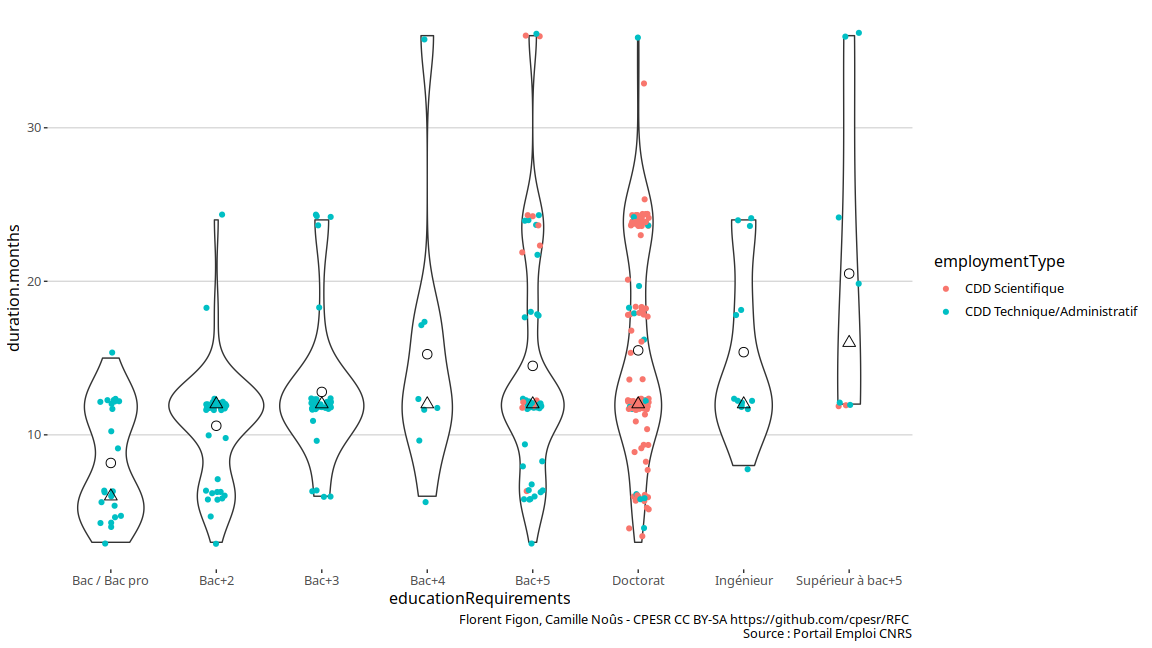 duration.months
30
20
10
Bac / Bac pro
Bac+2
Bac+3
Bac+4
Bac+5
Doctorat
Ingénieur
Supérieur à bac+5
educationRequirements
employmentType
CDD Scientifique
CDD Technique/Administratif
Florent Figon, Camille Noûs - CPESR CC BY-SA https://github.com/cpesr/RFC
Source : Portail Emploi CNRS